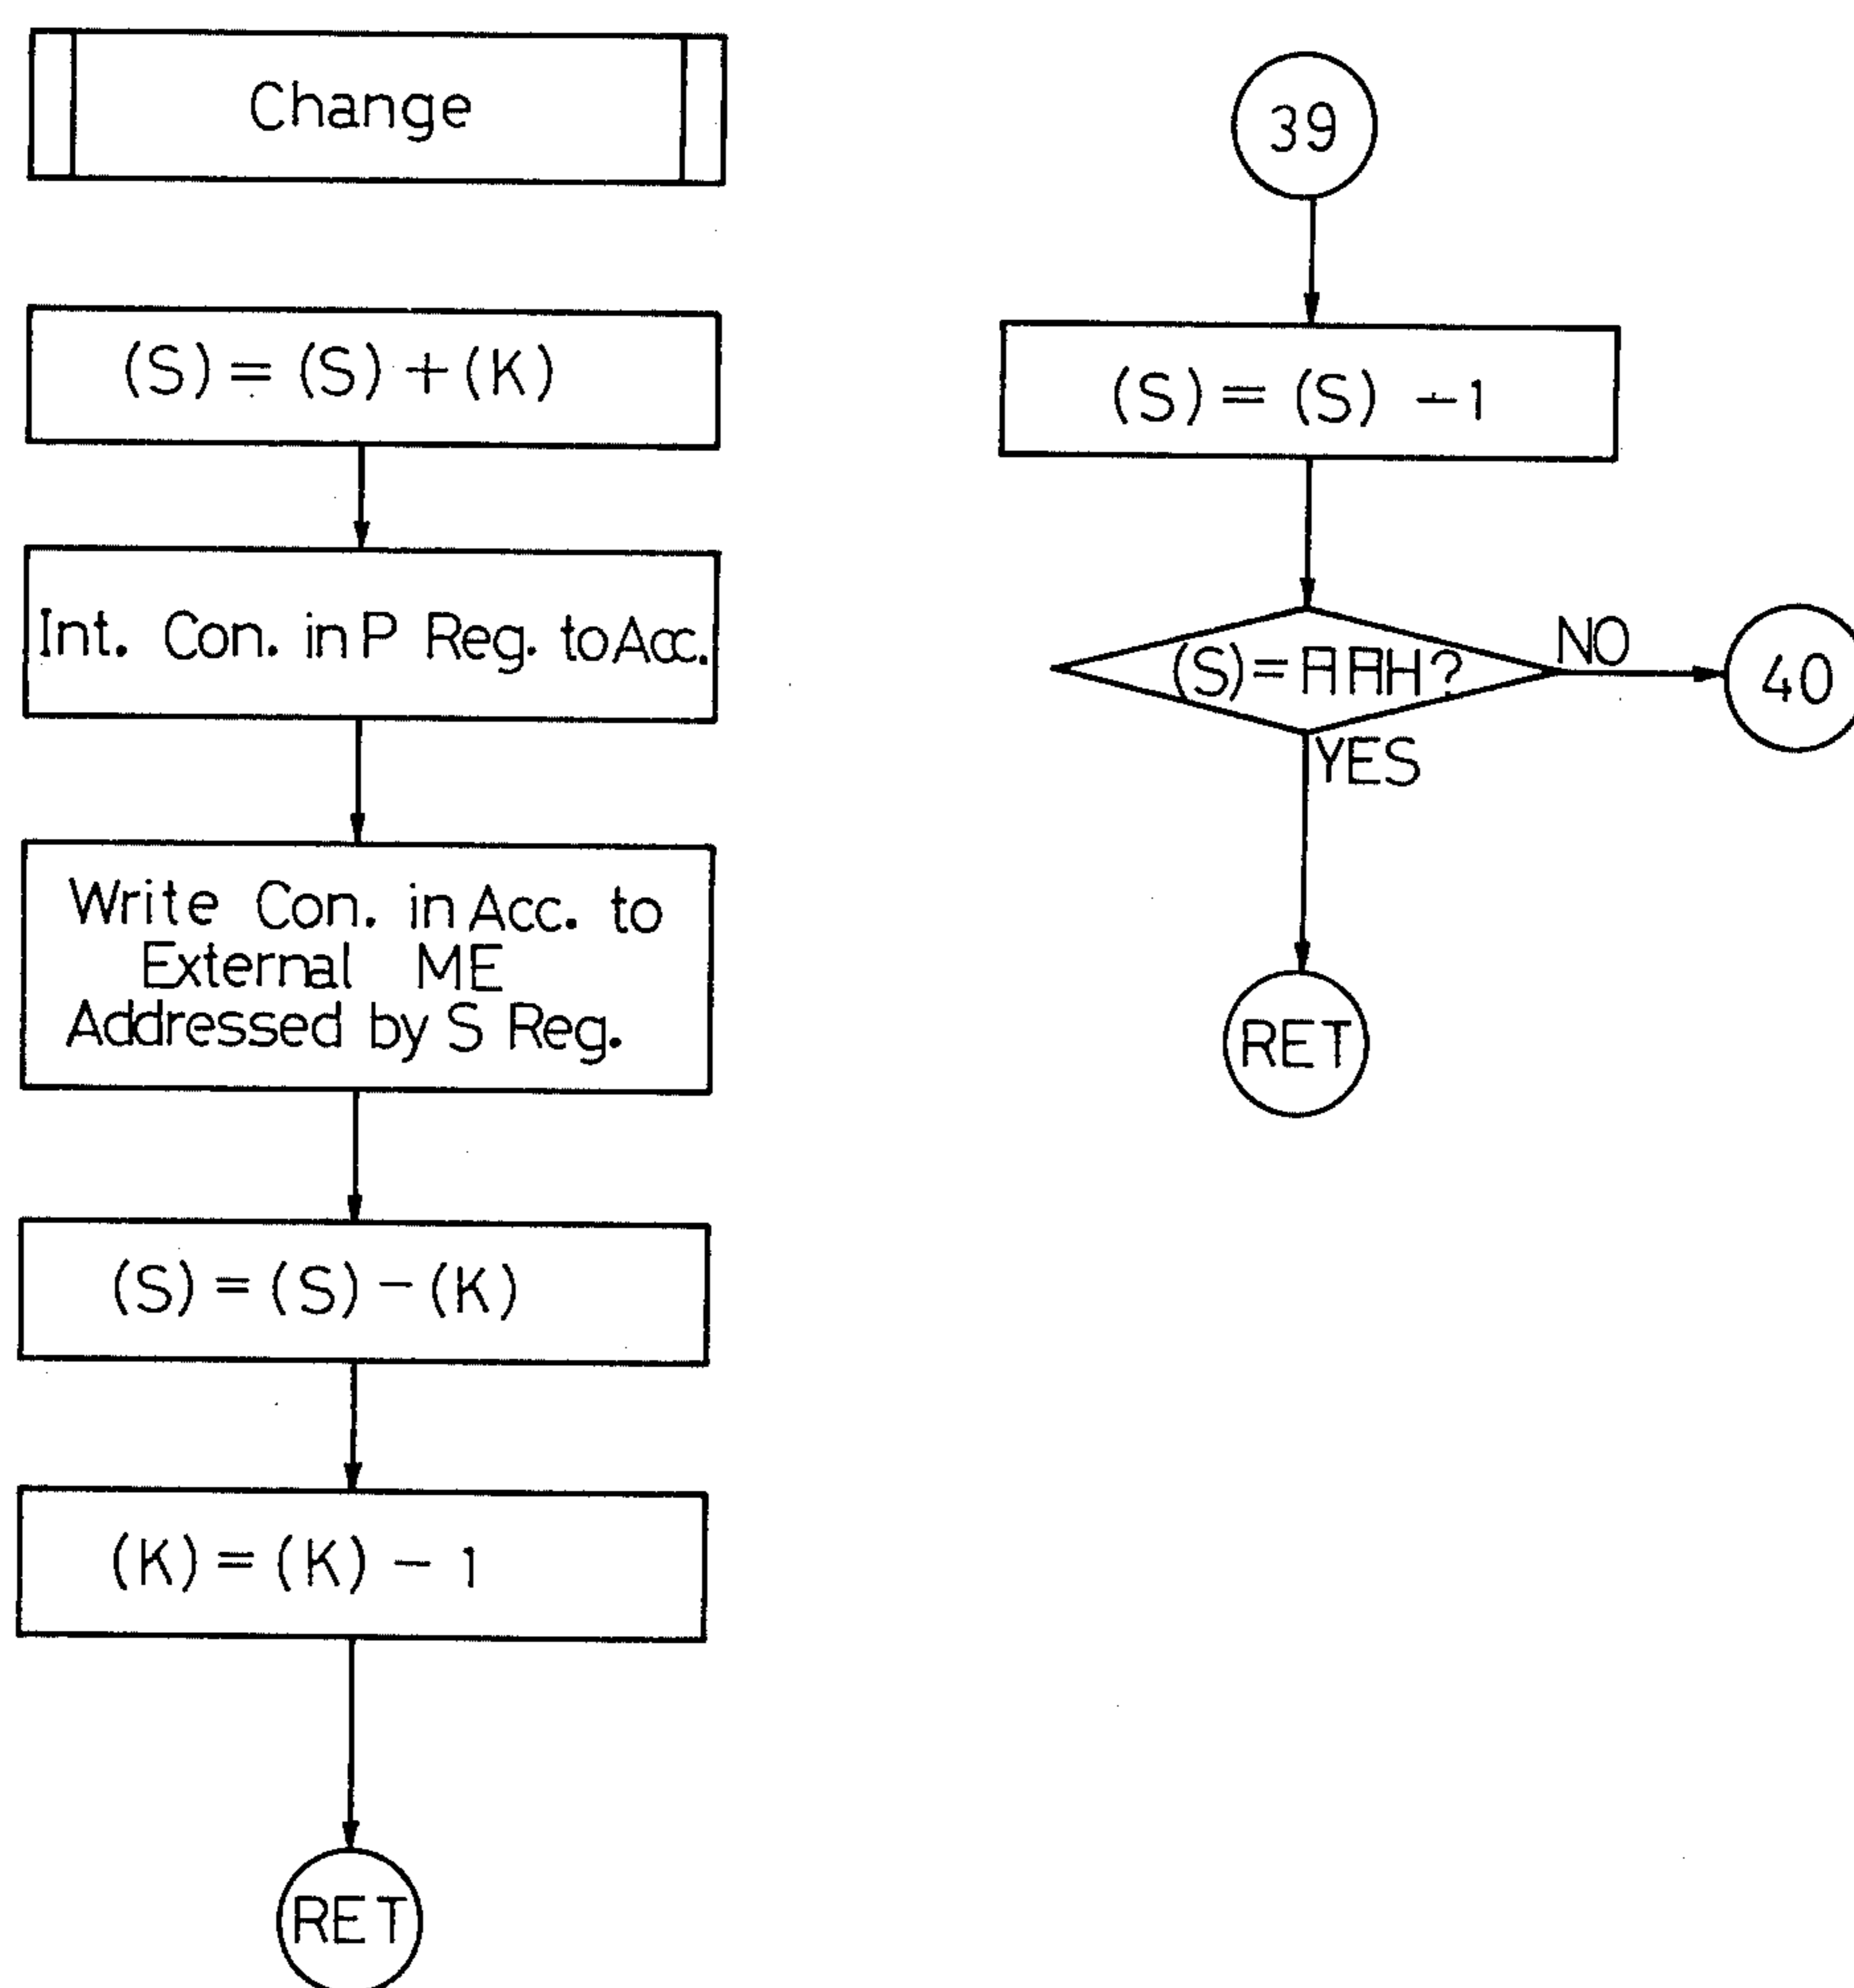 Change
(S) = (S) + (K)
Int. Con. in P Reg. to Acc.
Write Con. in Acc. to
External ME
Addressed by S Reg.
(S) = (S) - (K)
(K) = (K) - 1
RET
39
(S) = (S) - 1
(S) = AAH ?
NO
40
YES
RET